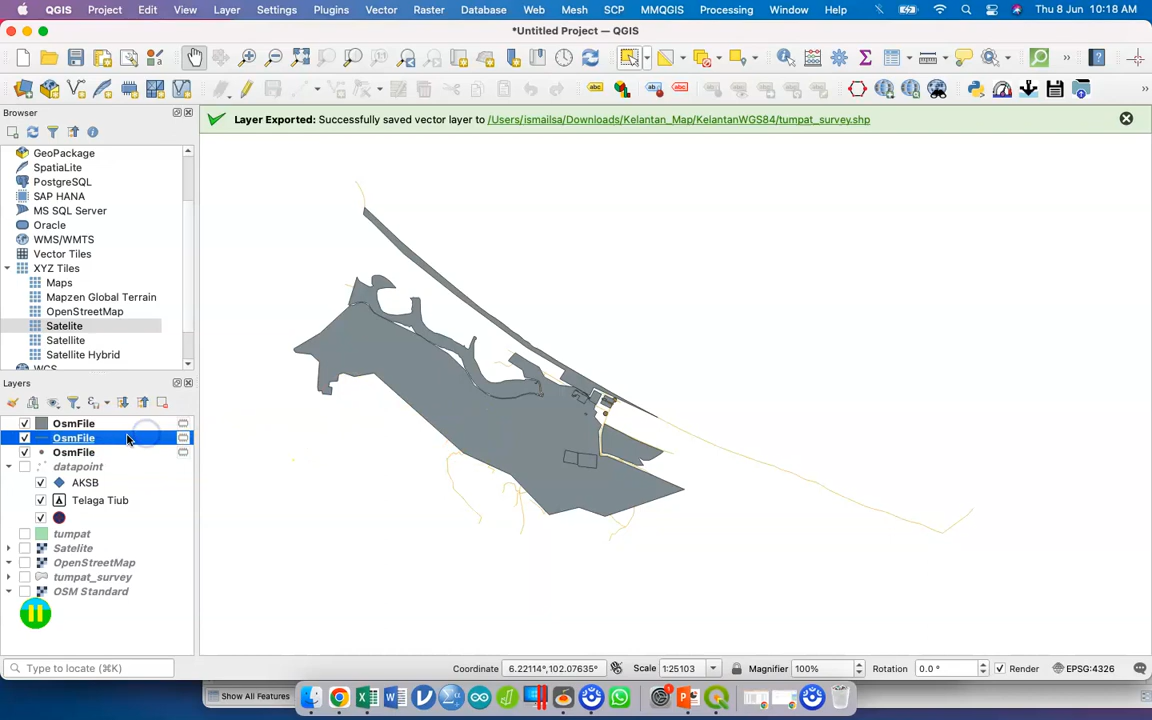 QGIS Project Edit View Layer Settings Plugins Vector Raster Database Web Mesh SCP MMQGIS Processing Window Help Thu 8 Jun 10:18 AM
*Untitled Project — QGIS
Browser
Layer Exported: Successfully saved vector layer to /Users/ismailsa/Downloads/Kelantan_Map/KelantanWGS84/tumpat_survey.shp
GeoPackage
SpatiaLite
PostgreSQL
SAP HANA
MS SQL Server
Oracle
WMS/WMTS
Vector Tiles
XYZ Tiles
Maps
Mapzen Global Terrain
OpenStreetMap
Satelite
Satellite
Satellite Hybrid
WCS
Layers
OsmFile
OsmFile
OsmFile
datapoint
AKSB
Telaga Tiub
tumpat
Satelite
OpenStreetMap
tumpat_survey
OSM Standard
Type to locate (⌘K)
Coordinate 6.22114°,102.07635° Scale 1:25103 Magnifier 100% Rotation 0.0 ° Render EPSG:4326
Show All Features